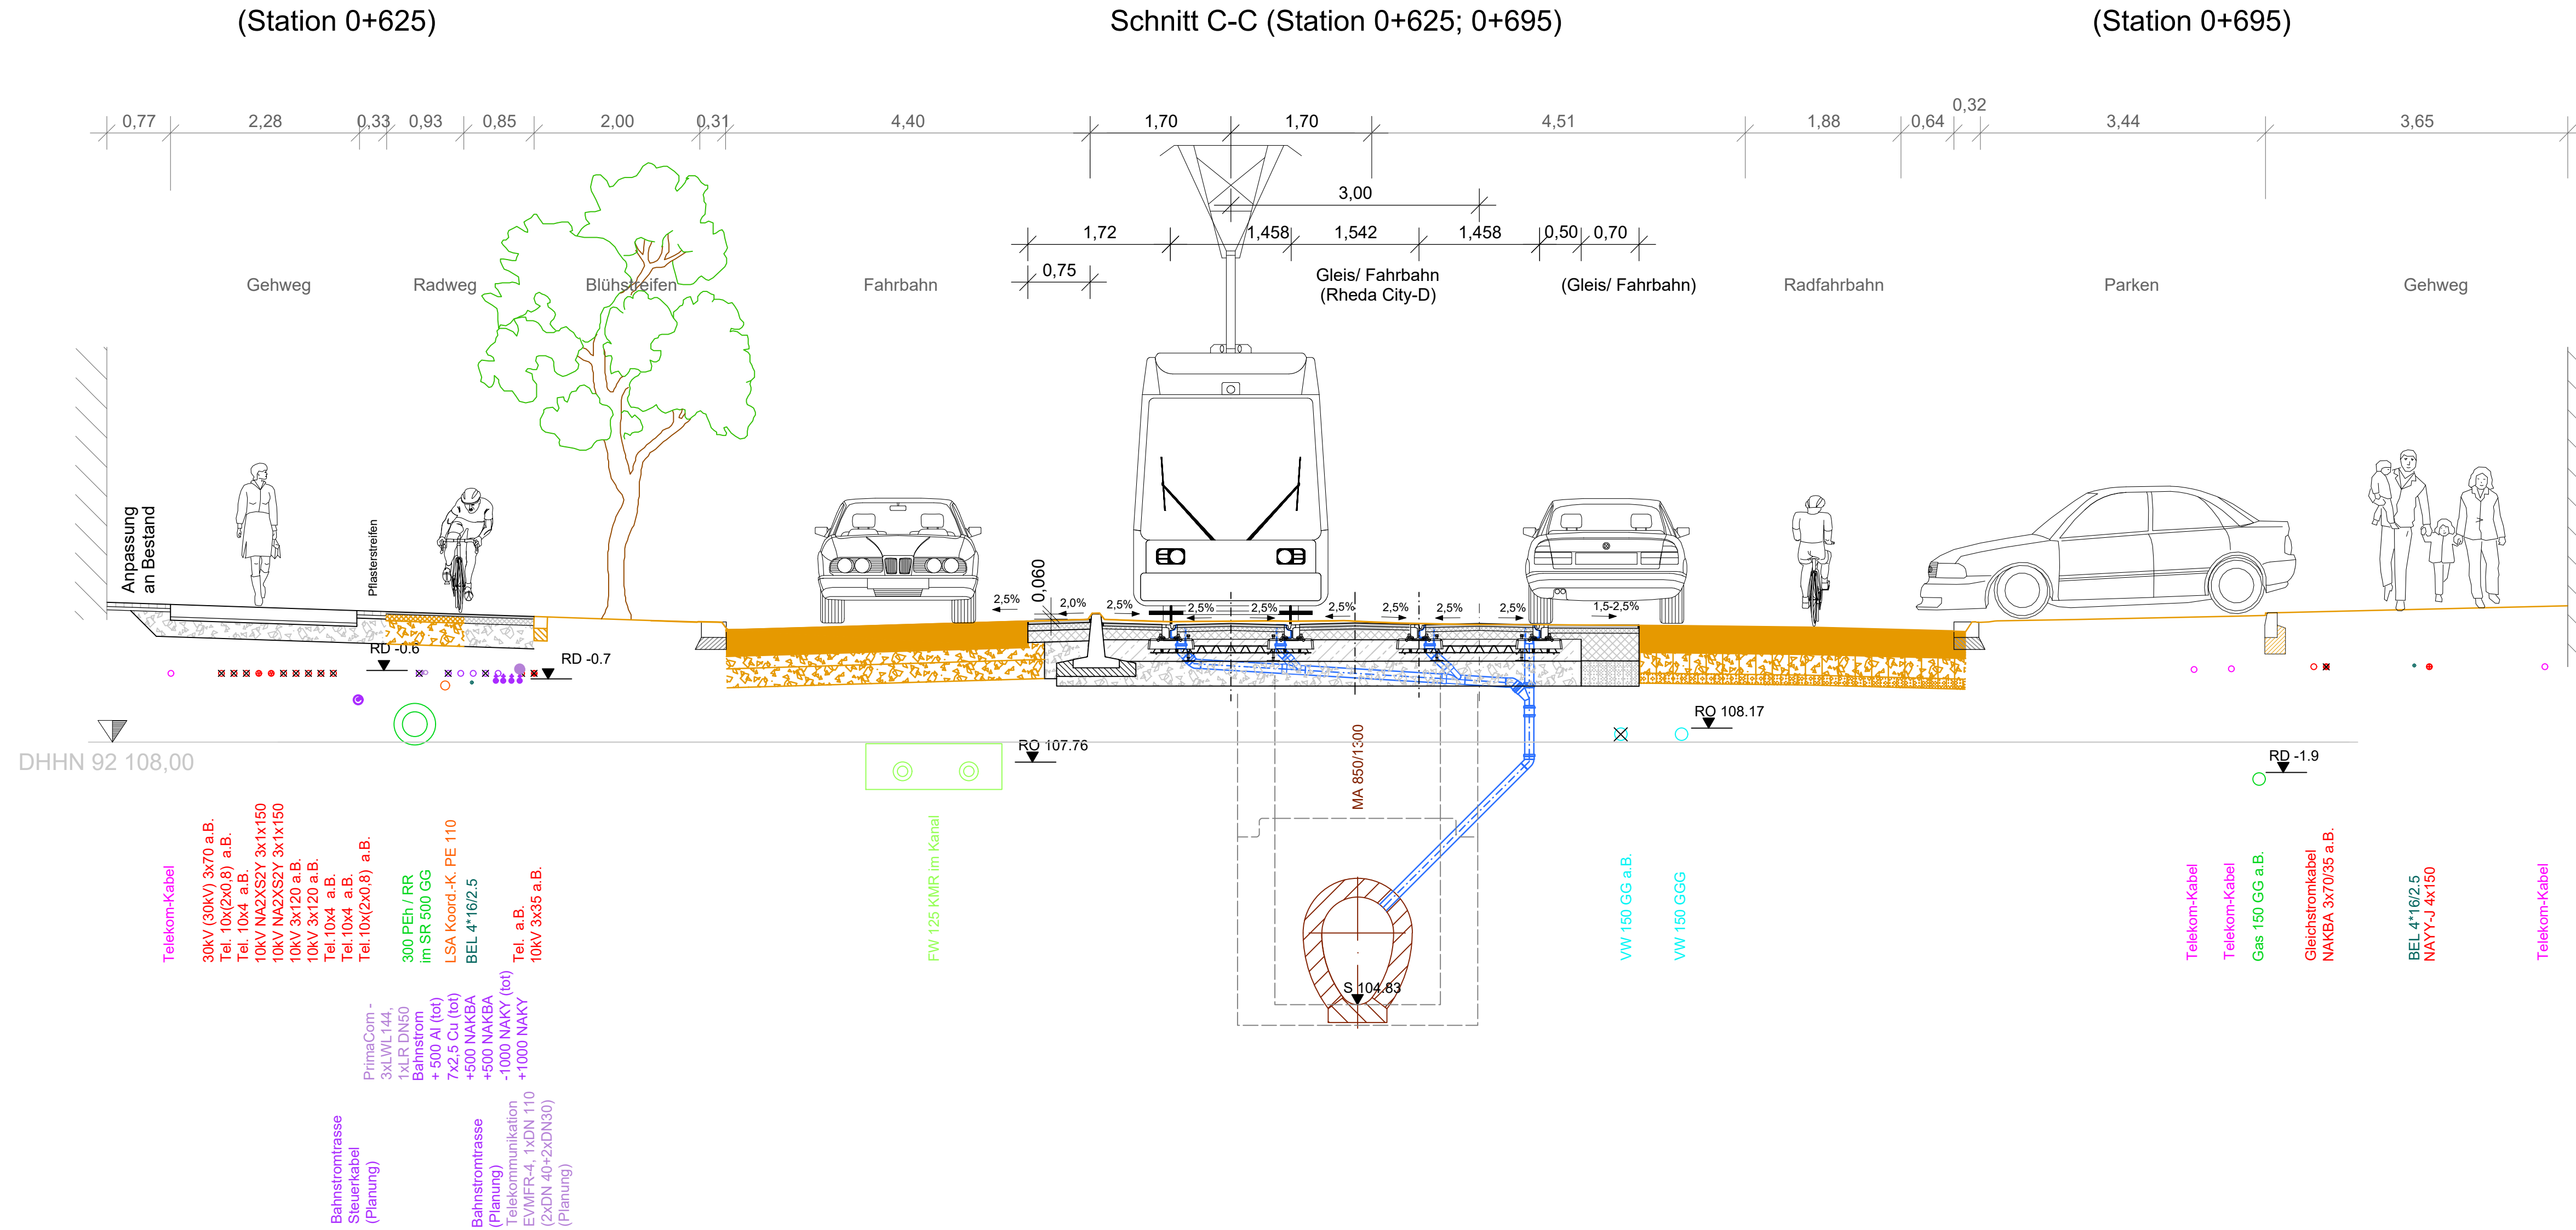 (Station 0+625)
Schnitt C-C (Station 0+625; 0+695)
(Station 0+695)
0,77
2,28
0,33
0,93
0,85
2,00
0,31
4,40
1,70
1,70
4,51
1,88
0,64
0,32
3,44
3,65
3,00
1,72
1,458
1,542
1,458
0,50
0,70
0,75
Gehweg
Radweg
Blühstreifen
Fahrbahn
Gleis/ Fahrbahn
(Rheda City-D)
(Gleis/ Fahrbahn)
Radfahrbahn
Parken
Gehweg
Anpassung
an Bestand
Pflasterstreifen
0,060
2,5%
2,0%
2,5%
2,5%
2,5%
2,5%
2,5%
2,5%
2,5%
1,5-2,5%
RD -0.6
RD -0.7
RO 107.76
RO 108.17
RD -1.9
DHHN 92 108,00
MA 850/1300
S 104.83
Telekom-Kabel
30kV (30kV) 3x70 a.B.
Tel. 10x(2x0,8) a.B.
Tel. 10x4 a.B.
10kV NA2XS2Y 3x1x150
10kV NA2XS2Y 3x1x150
10kV 3x120 a.B.
10kV 3x120 a.B.
Tel.10x4 a.B.
Tel.10x4 a.B.
Tel.10x(2x0,8) a.B.
300 PEh / RR
im SR 500 GG
LSA Koord.-K. PE 110
BEL 4*16/2.5
Tel. a.B.
10kV 3x35 a.B.
FW 125 KMR im Kanal
VW 150 GG a.B.
VW 150 GGG
Telekom-Kabel
Telekom-Kabel
Gas 150 GG a.B.
Gleichstromkabel
NAKBA 3x70/35 a.B.
BEL 4*16/2.5
NAYY-J 4x150
Telekom-Kabel
PrimaCom -
3xLWL144,
1xLR DN50
Bahnstrom
+ 500 Al (tot)
7x2,5 Cu (tot)
+500 NAKBA
+500 NAKBA
-1000 NAKY (tot)
+1000 NAKY
Bahnstromtrasse
Steuerkabel
(Planung)
Bahnstromtrasse
(Planung)
Telekommunikation
EVMFR-4, 1xDN 110
(2xDN 40+2xDN30)
(Planung)